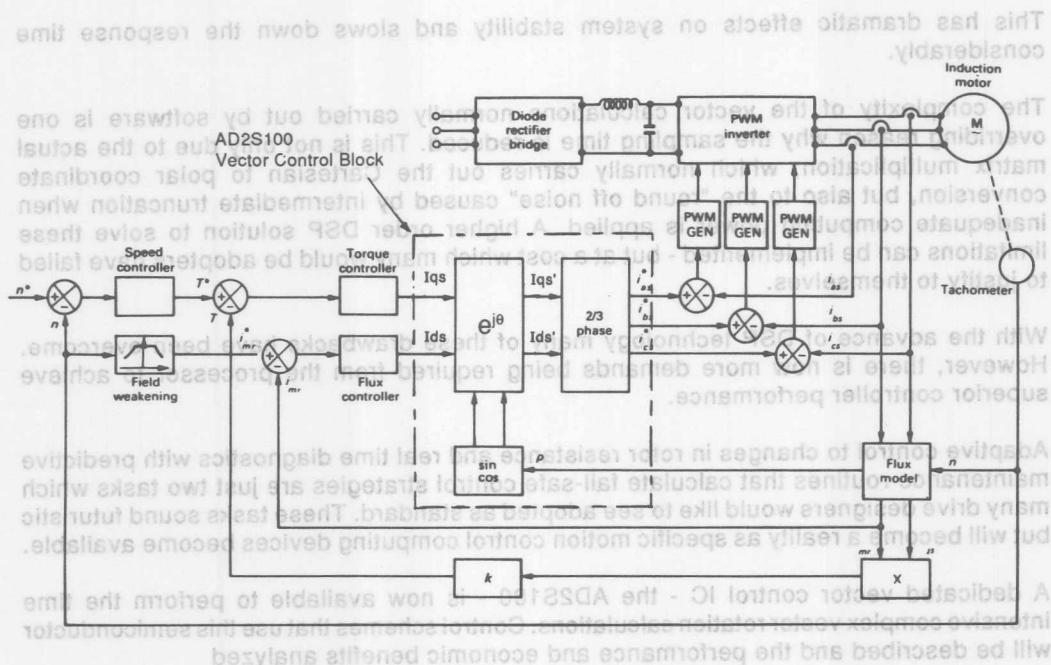 This has dramatic effects on system stability and slows down the response time
considerably.
Induction
motor
M
The complexity of the vector calculations normally carried out by software is one
overriding reason why the sampling time is reduced. This is not only due to the actual
matrix multiplication which normally carries out the Cartesian to polar coordinate
conversion, but also to the "round off noise" caused by intermediate truncation when
inadequate computing power is applied. A higher order DSP solution to solve these
limitations can be implemented - but at a cost which many would be adopters have failed
to justify to themselves.
AD2S100
Vector Control Block
Diode
rectifier
bridge
PWM
inverter
PWM
GEN
PWM
GEN
PWM
GEN
Speed
controller
Torque
controller
Tachometer
n*
n
T*
T
Iqs
Iqs'
Ids
Ids'
e^jθ
2/3
phase
i*as
i*bs
i*cs
ias
ibs
cs
i*mr
imr
Field
weakening
Flux
controller
With the advance of DSP technology many of these drawbacks have been overcome.
However, there is now more demands being required from the processor to achieve
superior controller performance.
sin
cos
p
Flux
model
n
Adaptive control to changes in rotor resistance and real time diagnostics with predictive
maintenance routines that calculate fail-safe control strategies are just two tasks which
many drive designers would like to see adopted as standard. These tasks sound futuristic
but will become a reality as specific motion control computing devices become available.
mr
k
X
A dedicated vector control IC - the AD2S100 - is now available to perform the time
intensive complex vector rotation calculations. Control schemes that use this semiconductor
will be described and the performance and economic benefits analyzed